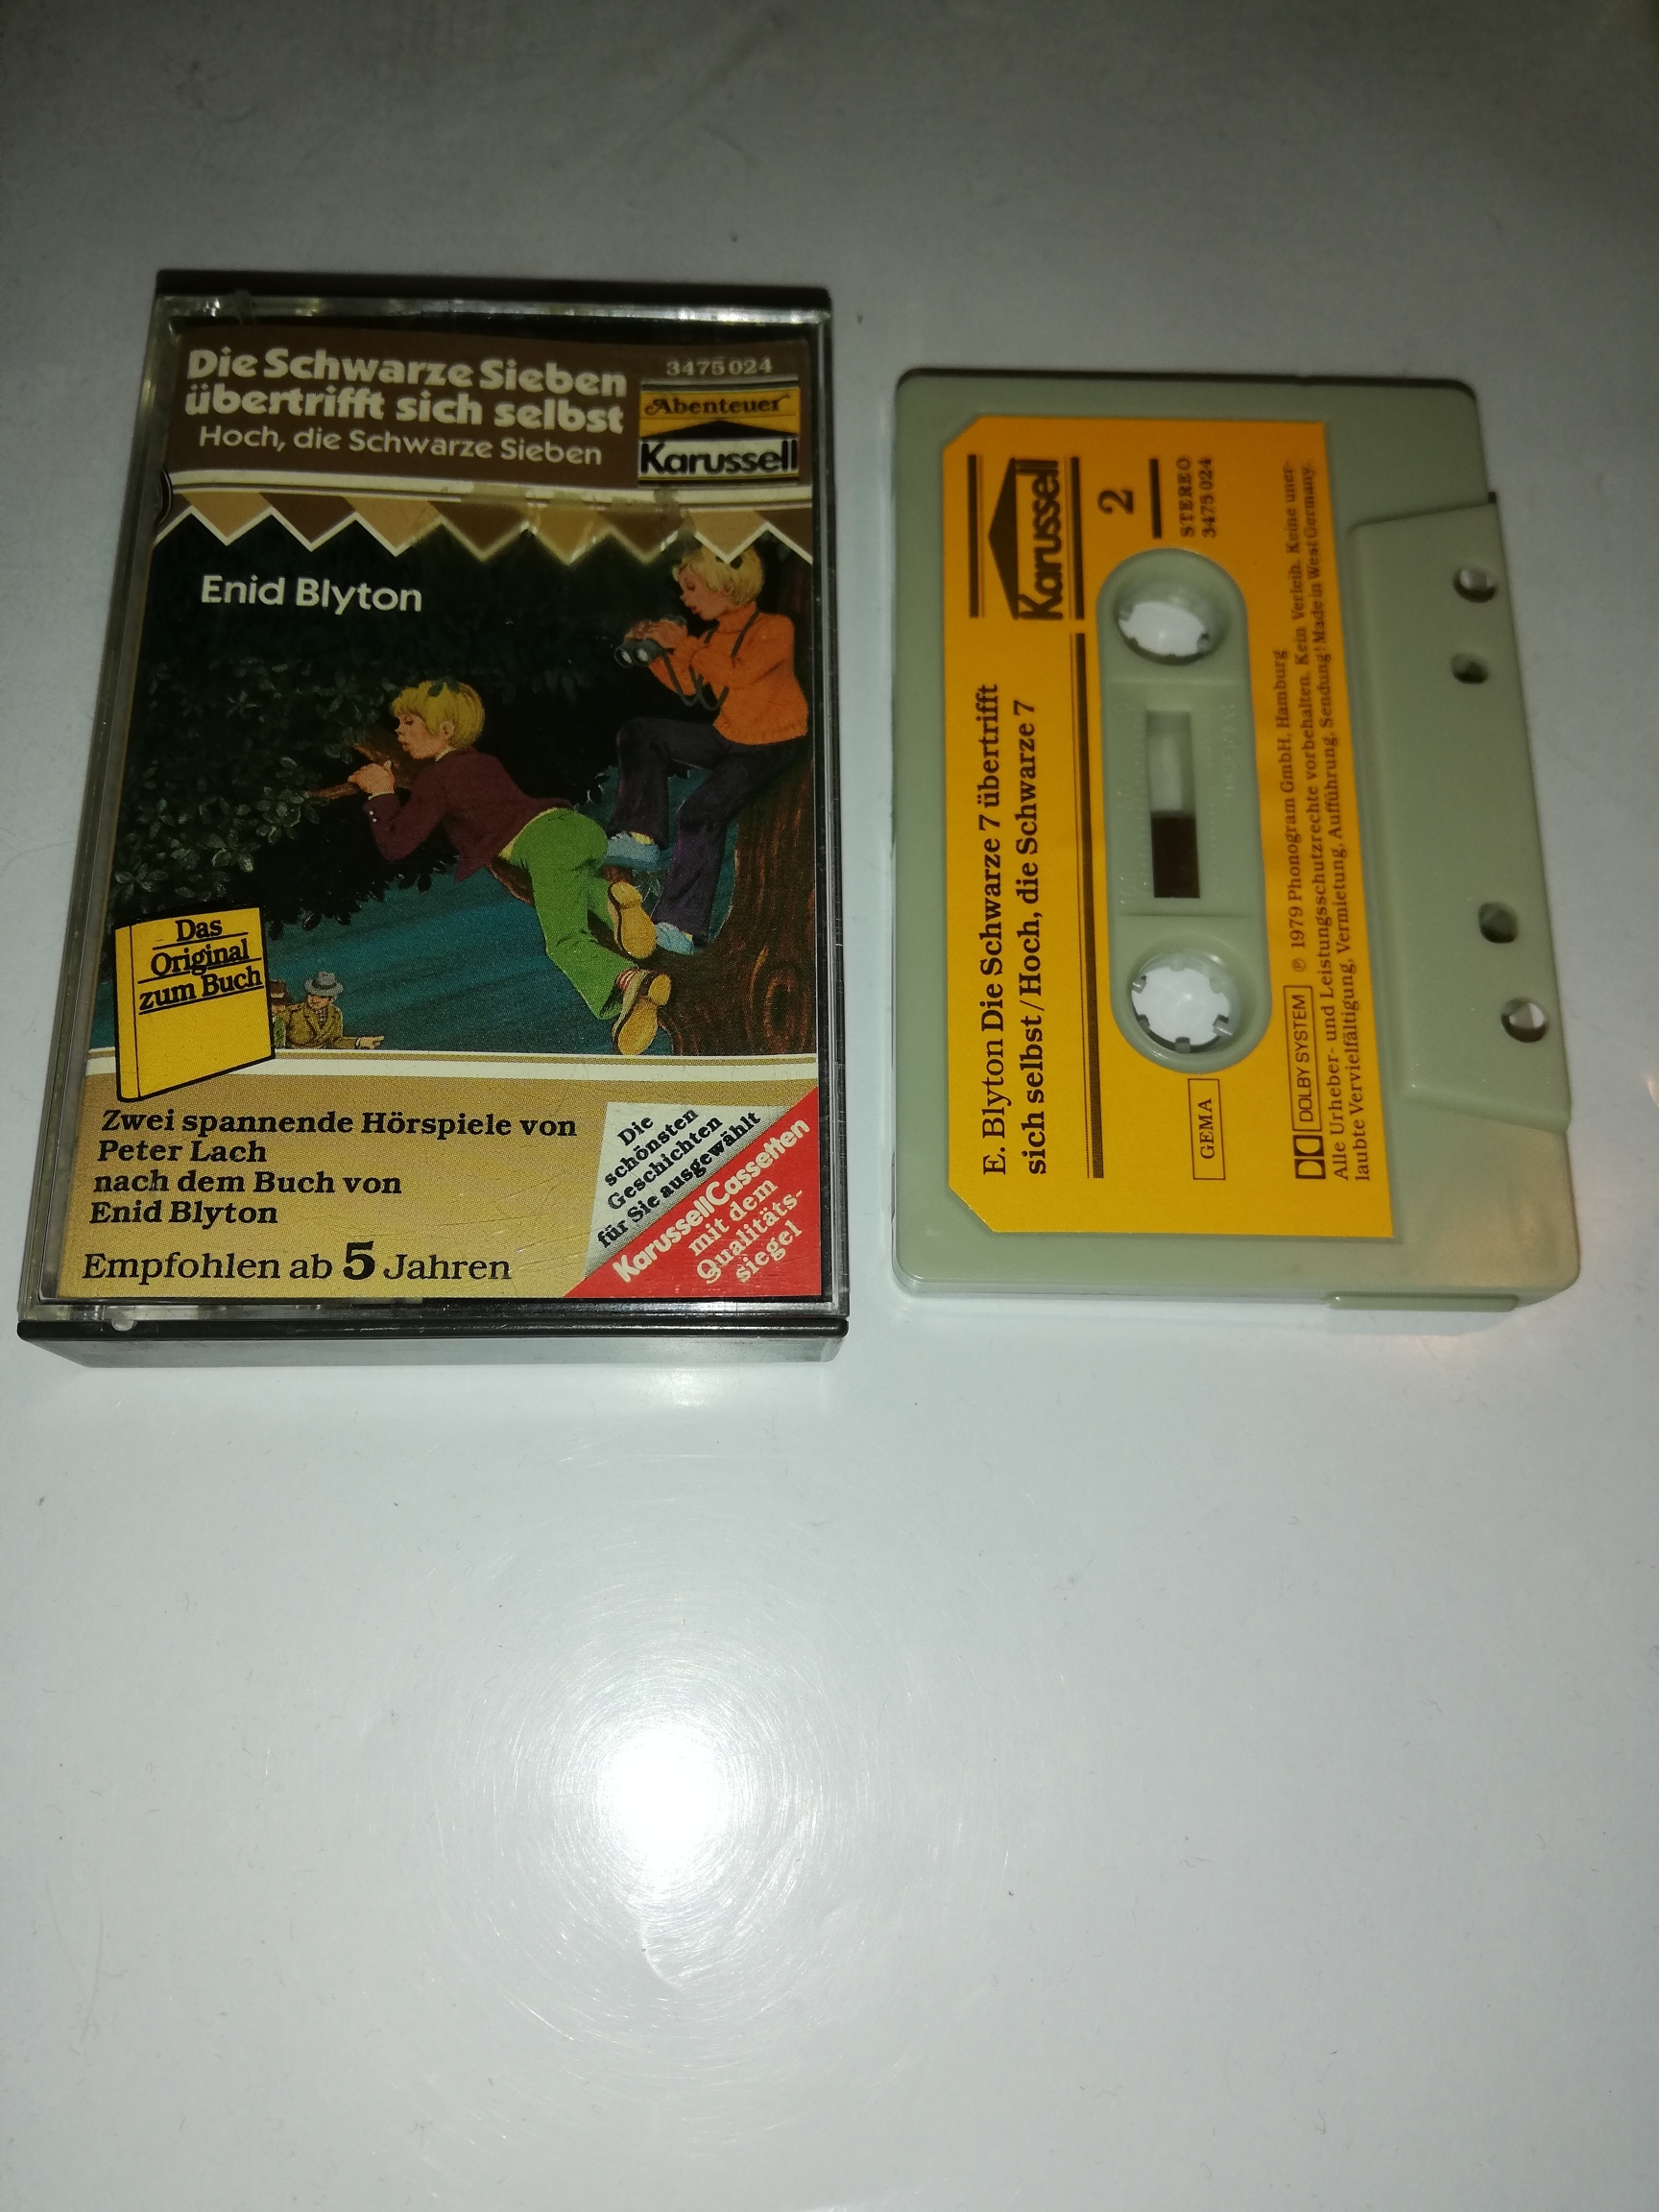 Die Schwarze Sieben
übertrifft sich selbst
Hoch, die Schwarze Sieben
3475 024
Abenteuer
Karussell
Enid Blyton
Das
Original
zum Buch
Zwei spannende Hörspiele von
Peter Lach
nach dem Buch von
Enid Blyton
Empfohlen ab 5 Jahren
Die
schönsten
Geschichten
für Sie ausgewählt
Karussell Cassetten
mit dem
Qualitäts-
siegel
Karussell
E. Blyton Die Schwarze 7 übertrifft
sich selbst / Hoch, die Schwarze 7
2
STEREO
3475 024
GEMA
DOLBY SYSTEM ℗ 1979 Phonogram GmbH, Hamburg
Alle Urheber- und Leistungsschutzrechte vorbehalten. Kein Verleih. Keine uner-
laubte Vervielfältigung, Vermietung, Aufführung, Sendung! Made in West Germany.